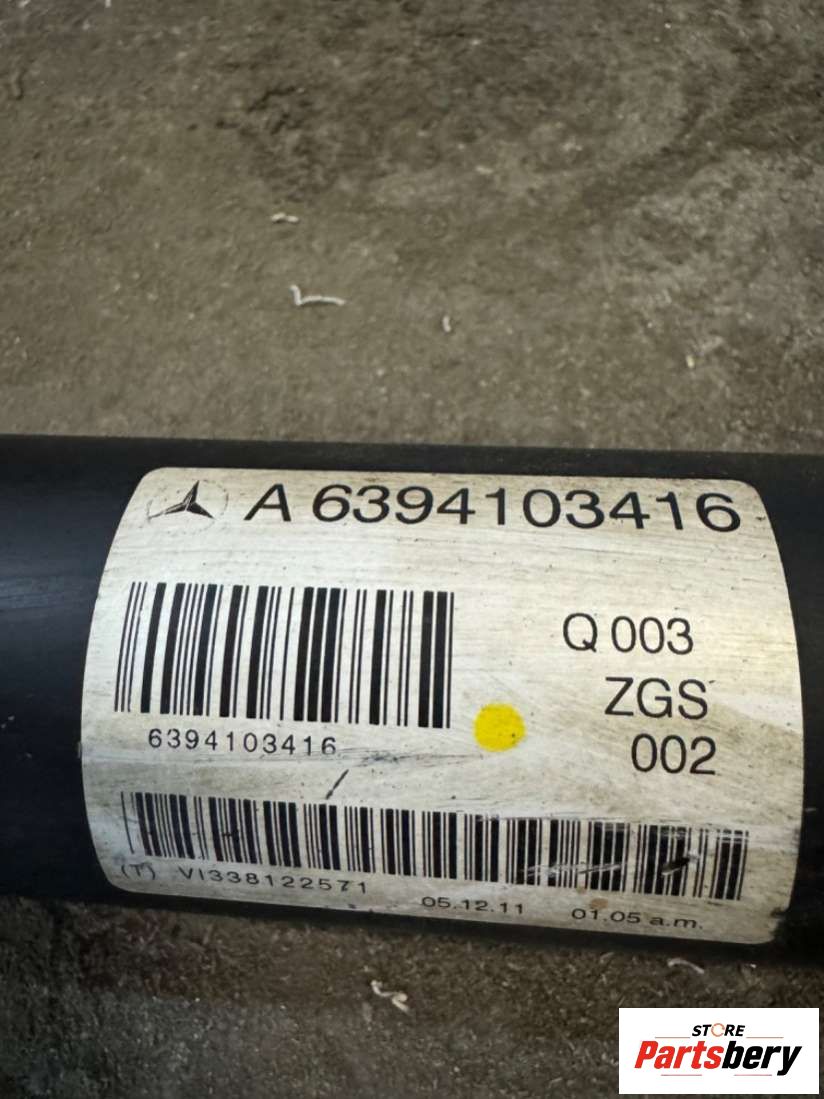 A 6394103416
Q 003
ZGS
002
6394103416
(T) VI338122571 05.12.11 01.05 a.m.
STORE
Partsbery